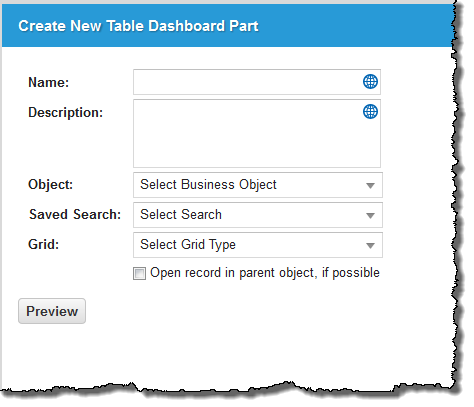 Create New Table Dashboard Part
Name:
Description:
Object: Select Business Object
Saved Search: Select Search
Grid: Select Grid Type
Open record in parent object, if possible
Preview